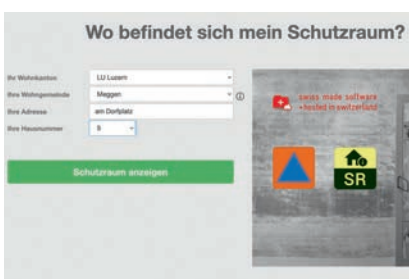 Wo befindet sich mein Schutzraum?
Ihr Wohnkanton LU Luzern
Ihre Wohngemeinde Meggen
Ihre Adresse am Dorfplatz
Ihre Hausnummer 9
Schutzraum anzeigen
swiss made software
+ hosted in switzerland
SR